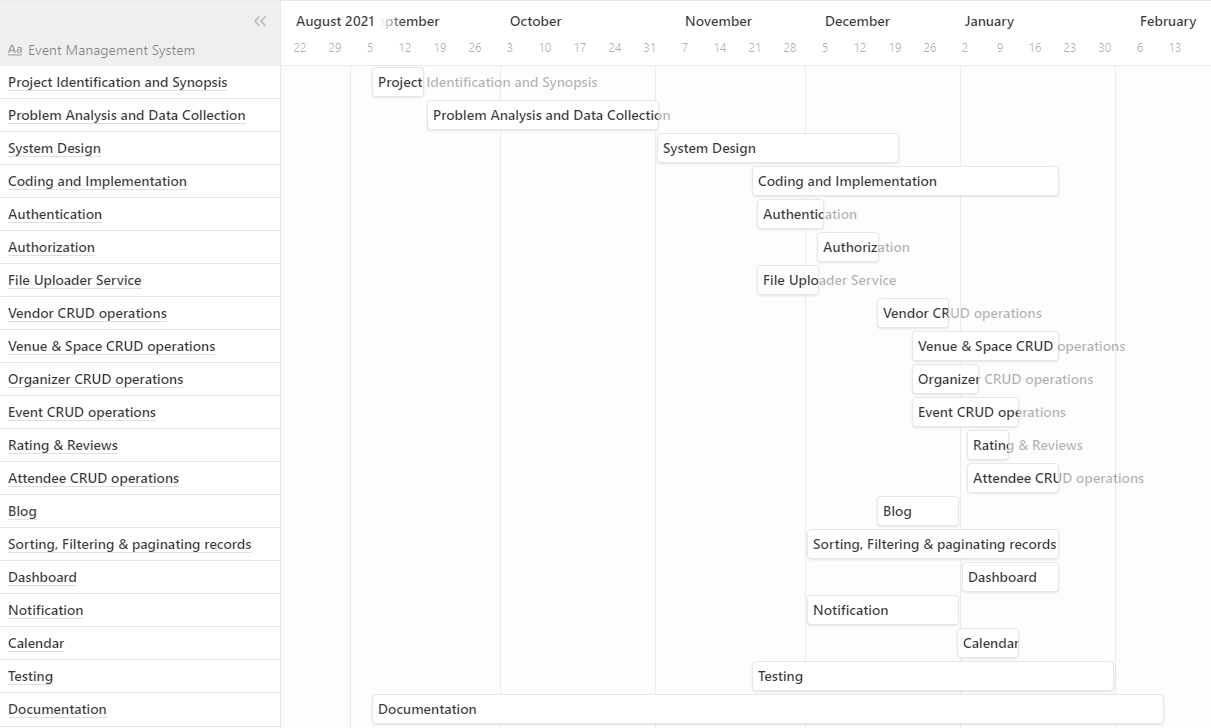 August 2021 ptember October November December January February
Aa Event Management System 22 29 5 12 19 26 3 10 17 24 31 7 14 21 28 5 12 19 26 2 9 16 23 30 6 13
Project Identification and Synopsis Project Identification and Synopsis
Problem Analysis and Data Collection Problem Analysis and Data Collection
System Design System Design
Coding and Implementation Coding and Implementation
Authentication Authentication
Authorization Authorization
File Uploader Service File Uploader Service
Vendor CRUD operations Vendor CRUD operations
Venue & Space CRUD operations Venue & Space CRUD operations
Organizer CRUD operations Organizer CRUD operations
Event CRUD operations Event CRUD operations
Rating & Reviews Rating & Reviews
Attendee CRUD operations Attendee CRUD operations
Blog Blog
Sorting, Filtering & paginating records Sorting, Filtering & paginating records
Dashboard Dashboard
Notification Notification
Calendar Calendar
Testing Testing
Documentation Documentation